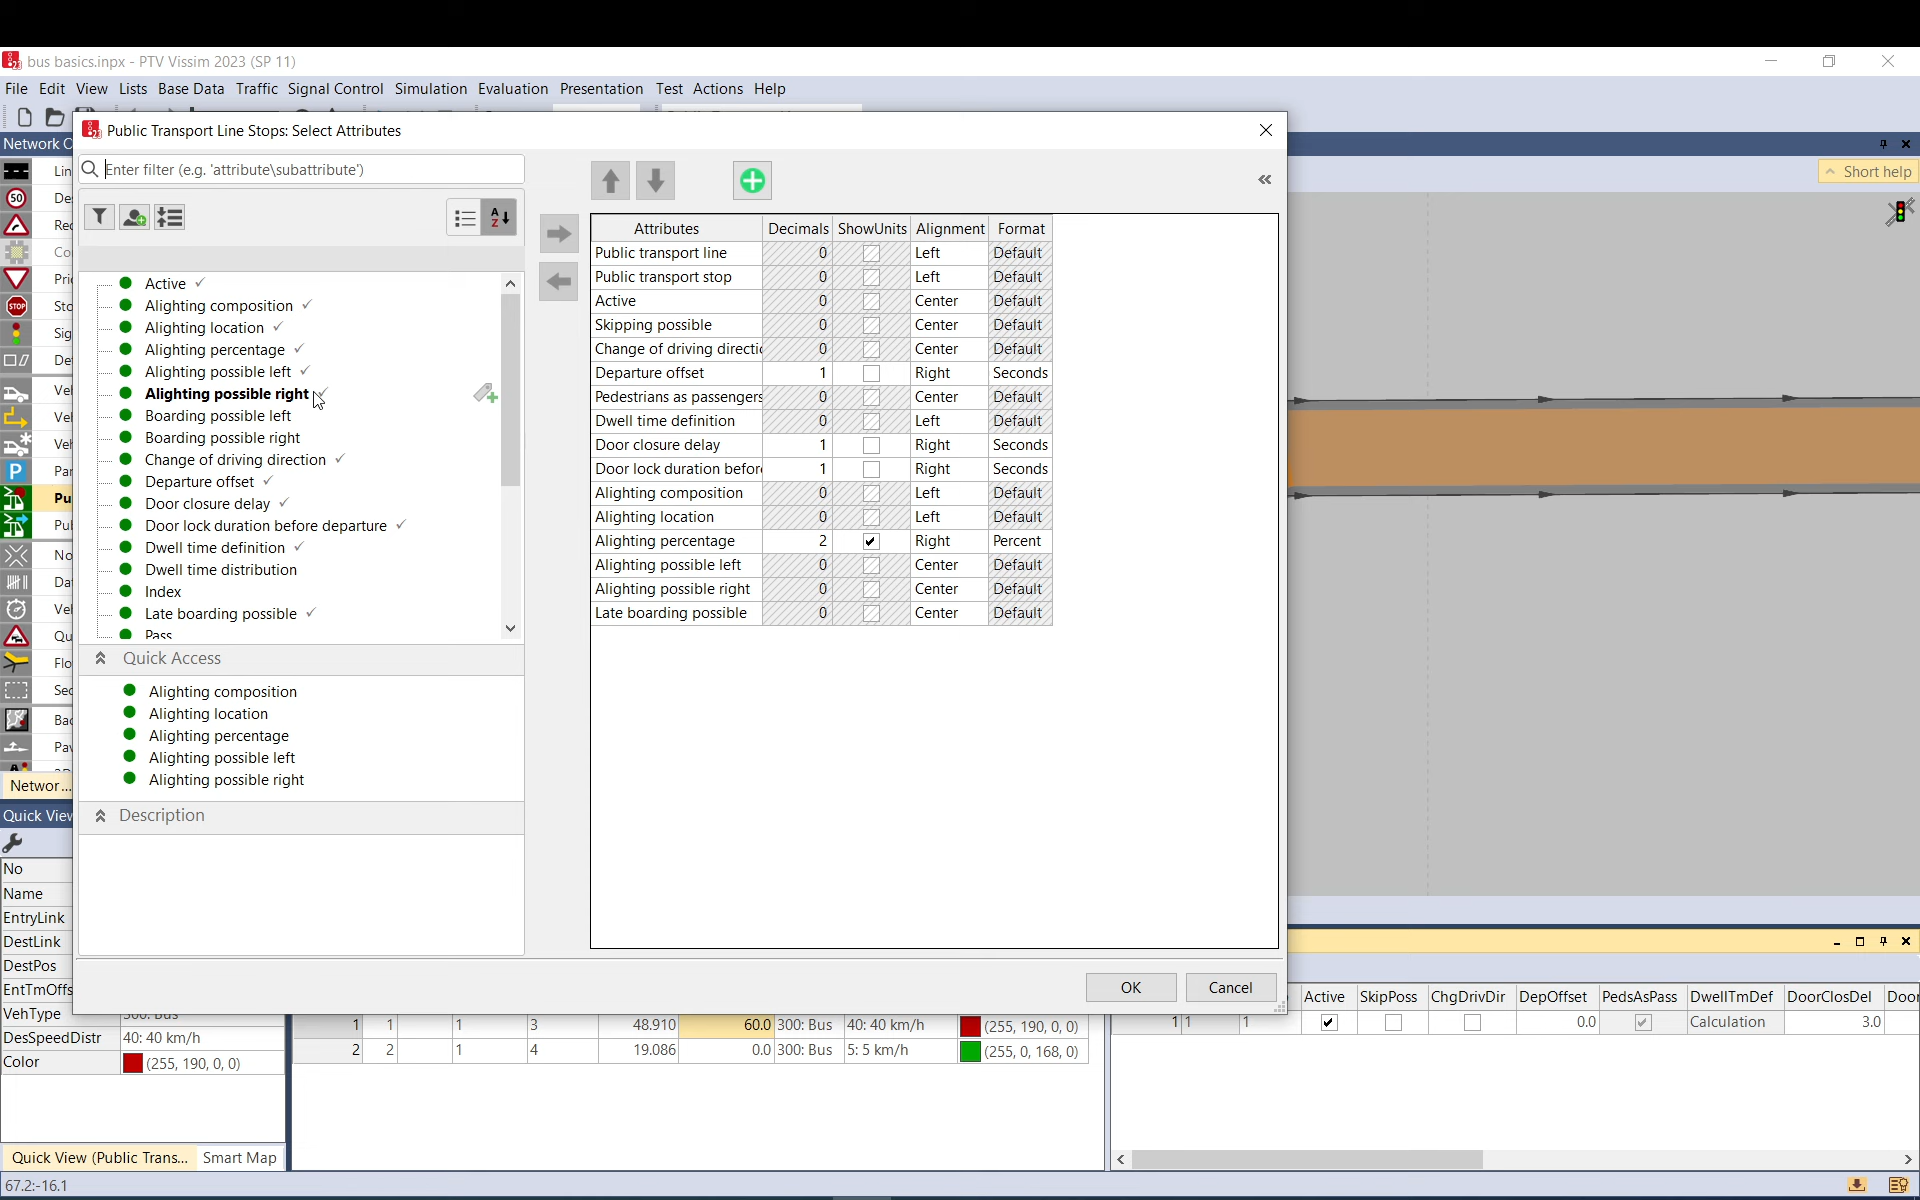 bus basics.inpx - PTV Vissim 2023 (SP 11)
File Edit View Lists Base Data Traffic Signal Control Simulation Evaluation Presentation Test Actions Help
Public Transport Line Stops: Select Attributes
Network
Short help
Enter filter (e.g. 'attribute\subattribute')
Attributes Decimals ShowUnits Alignment Format
Public transport line 0 Left Default
Public transport stop 0 Left Default
Active 0 Center Default
Skipping possible 0 Center Default
Change of driving directi 0 Center Default
Departure offset 1 Right Seconds
Pedestrians as passengers 0 Center Default
Dwell time definition 0 Left Default
Door closure delay 1 Right Seconds
Door lock duration befor 1 Right Seconds
Alighting composition 0 Left Default
Alighting location 0 Left Default
Alighting percentage 2 Right Percent
Alighting possible left 0 Center Default
Alighting possible right 0 Center Default
Late boarding possible 0 Center Default
Active
Alighting composition
Alighting location
Alighting percentage
Alighting possible left
Alighting possible right
Boarding possible left
Boarding possible right
Change of driving direction
Departure offset
Door closure delay
Door lock duration before departure
Dwell time definition
Dwell time distribution
Index
Late boarding possible
Pass
Quick Access
Alighting composition
Alighting location
Alighting percentage
Alighting possible left
Alighting possible right
Description
OK Cancel
50
STOP
P
Networ...
Quick View
No
Name
EntryLink
DestLink
DestPos
EntTmOffs
VehType 300: Bus
DesSpeedDistr 40: 40 km/h
Color (255, 190, 0, 0)
1 1 1 3 48.910 60.0 300: Bus 40: 40 km/h (255, 190, 0, 0)
2 2 1 4 19.086 0.0 300: Bus 5: 5 km/h (255, 0, 168, 0)
Active SkipPoss ChgDrivDir DepOffset PedsAsPass DwellTmDef DoorClosDel Door
1 1 1 0.0 Calculation 3.0
Quick View (Public Trans... Smart Map
67.2:-16.1